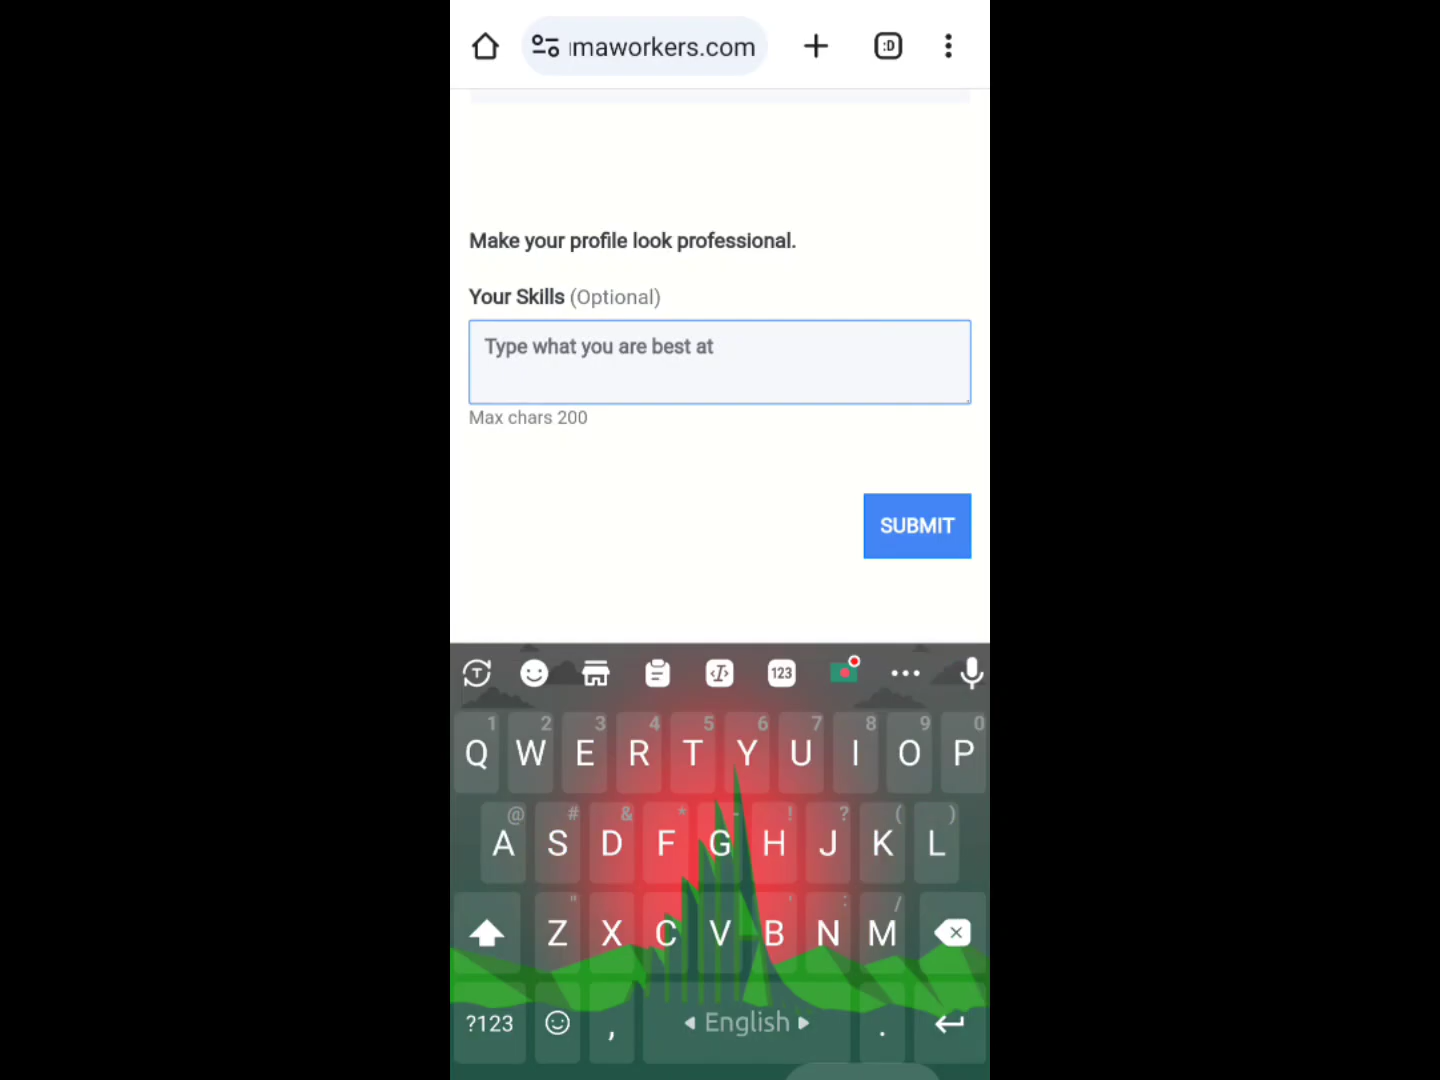 maworkers.com
:D
Make your profile look professional.
Your Skills (Optional)
Type what you are best at
Max chars 200
SUBMIT
T
I
123
1 2 3 4 5 6 7 8 9 0
Q W E R T Y U I O P
@ # & * - ! ? ( )
A S D F G H J K L
" ' : /
Z X C V B N M
?123 , English .